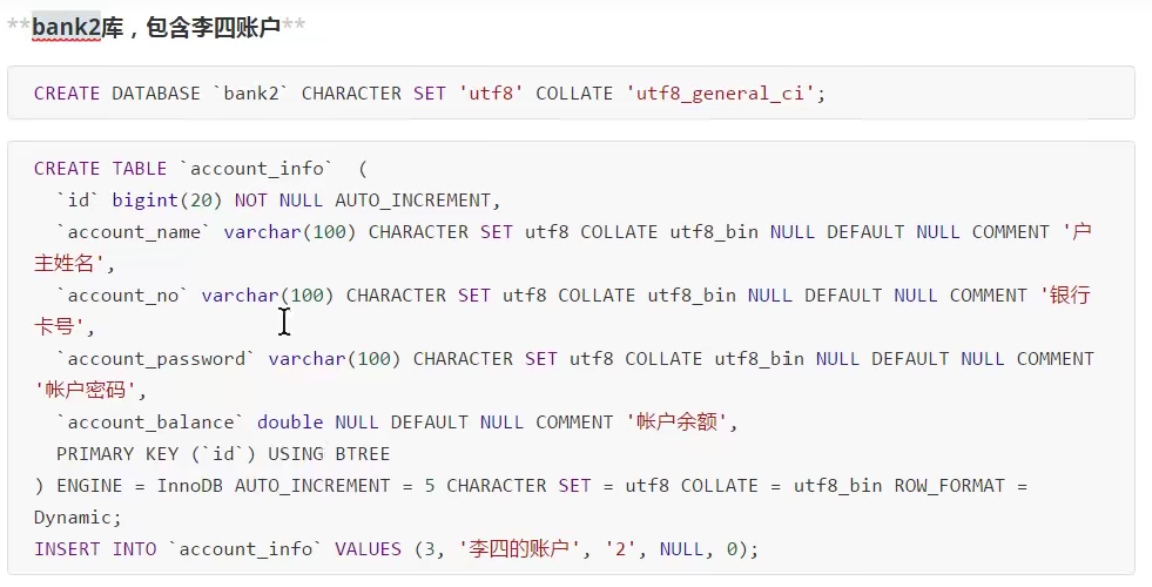 **bank2库，包含李四账户**
CREATE DATABASE `bank2` CHARACTER SET 'utf8' COLLATE 'utf8_general_ci';
CREATE TABLE `account_info`  (
  `id` bigint(20) NOT NULL AUTO_INCREMENT,
  `account_name` varchar(100) CHARACTER SET utf8 COLLATE utf8_bin NULL DEFAULT NULL COMMENT '户
主姓名',
  `account_no` varchar(100) CHARACTER SET utf8 COLLATE utf8_bin NULL DEFAULT NULL COMMENT '银行
卡号',
  `account_password` varchar(100) CHARACTER SET utf8 COLLATE utf8_bin NULL DEFAULT NULL COMMENT
'帐户密码',
  `account_balance` double NULL DEFAULT NULL COMMENT '帐户余额',
  PRIMARY KEY (`id`) USING BTREE
) ENGINE = InnoDB AUTO_INCREMENT = 5 CHARACTER SET = utf8 COLLATE = utf8_bin ROW_FORMAT =
Dynamic;
INSERT INTO `account_info` VALUES (3, '李四的账户', '2', NULL, 0);